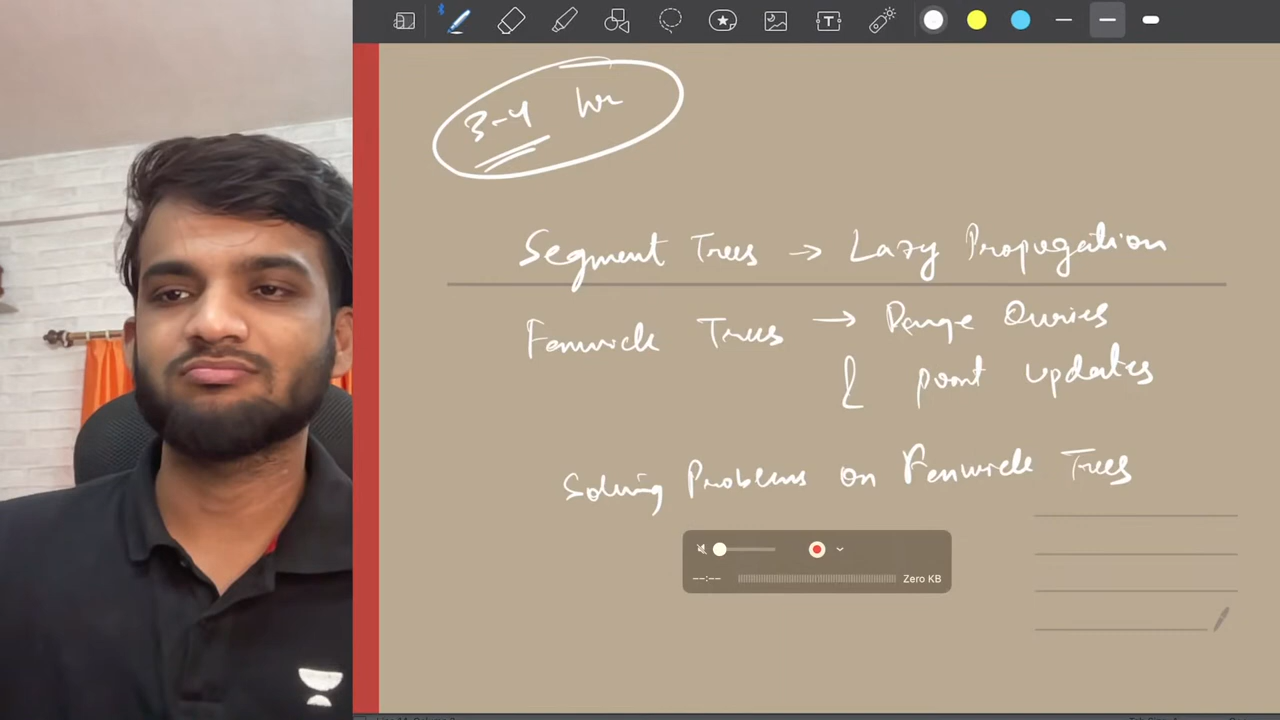 3-4 hr
Segment Trees → Lazy Propagation
Fenwick Trees → Range Quries
& point updates
Solving Problems on Fenwick Trees
--:-- Zero KB